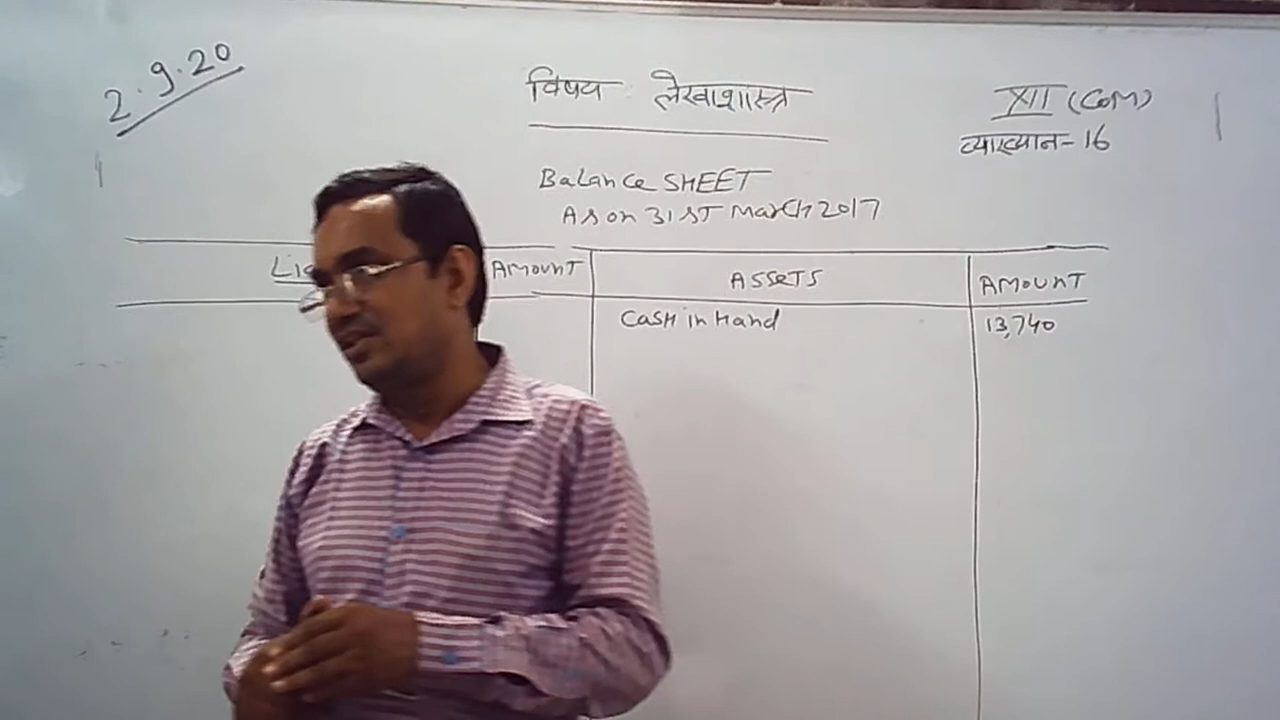 2.9.20
विषय : लेखाशास्त्र
XII (COM)
व्याख्यान-16
Balance SHEET
AS on 31ST March 2017
AMOUNT ASSETS AMOUNT
Cash in Hand 13,740